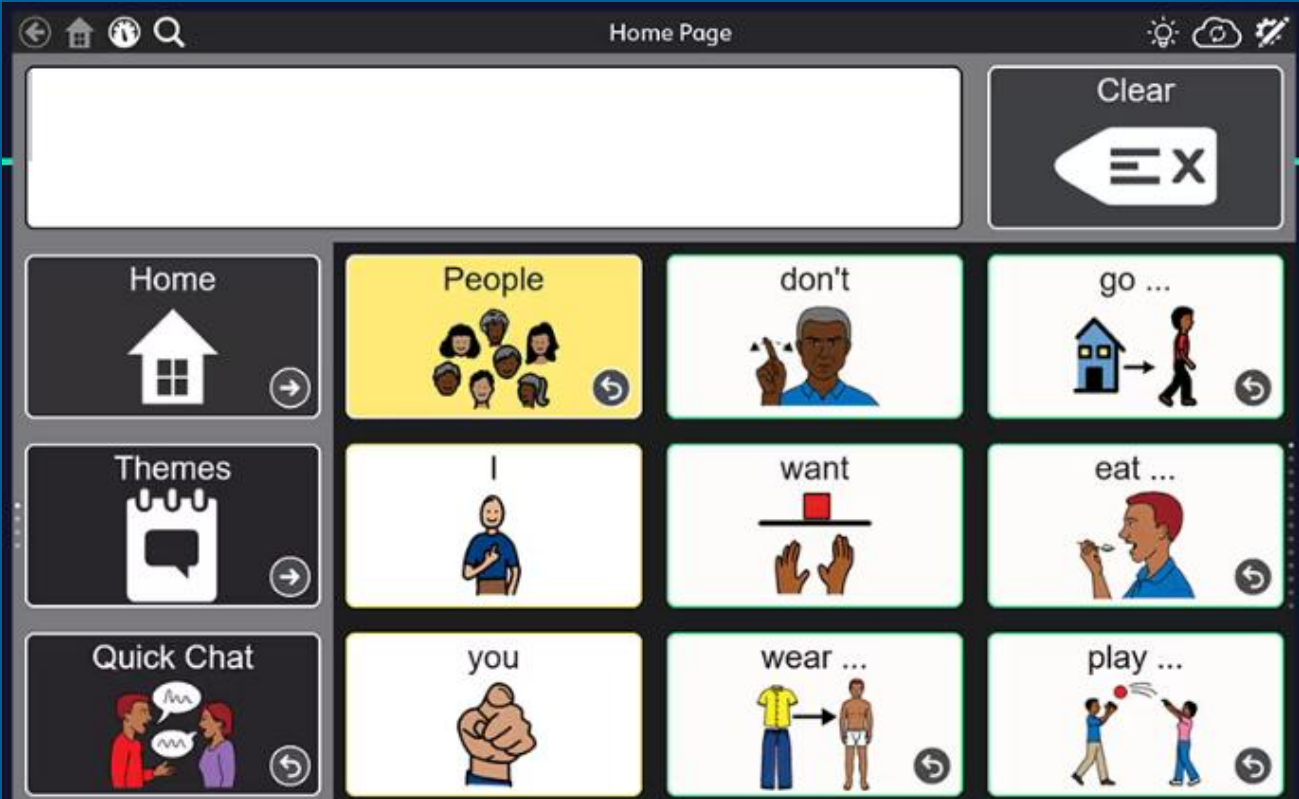 Home Page
Clear
Home
People
don't
go ...
Themes
I
want
eat ...
Quick Chat
you
wear ...
play ...